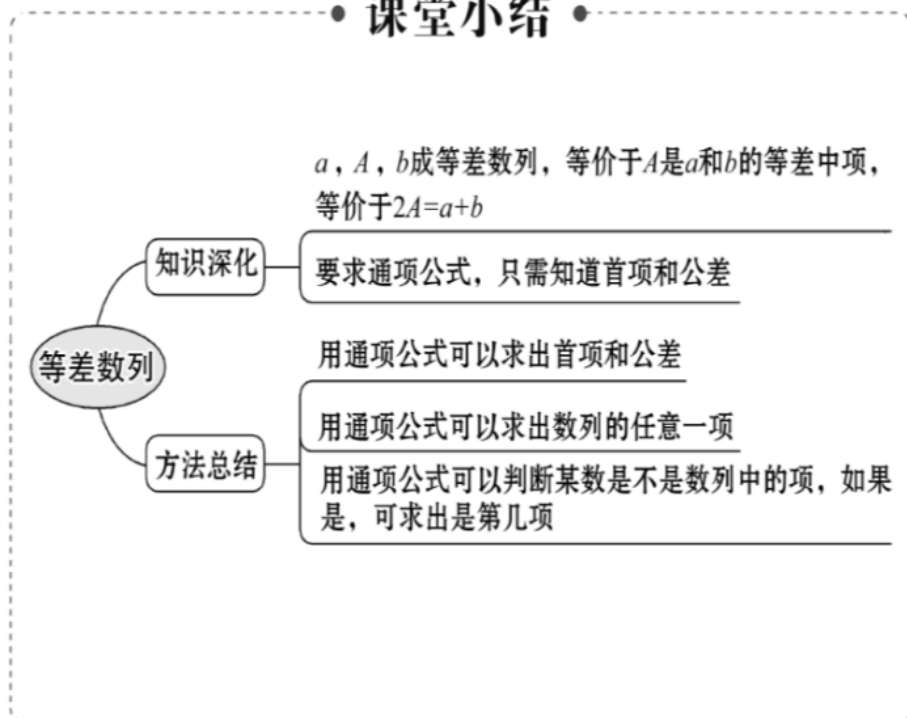 课堂小结
a，A，b成等差数列，等价于A是a和b的等差中项，
等价于2A=a+b
知识深化
要求通项公式，只需知道首项和公差
等差数列
用通项公式可以求出首项和公差
用通项公式可以求出数列的任意一项
方法总结
用通项公式可以判断某数是不是数列中的项，如果
是，可求出是第几项